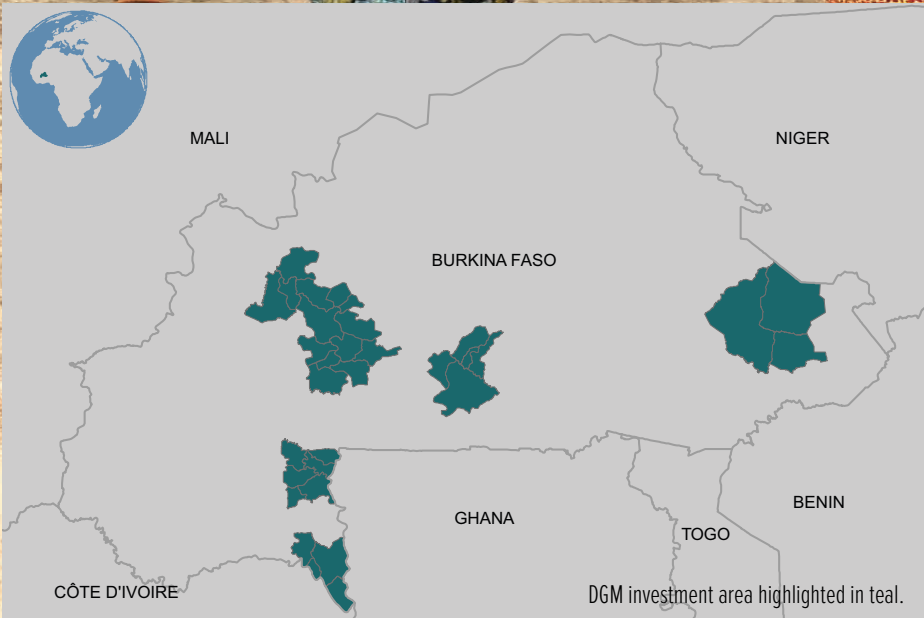 MALI
NIGER
BURKINA FASO
BENIN
GHANA
TOGO
CÔTE D'IVOIRE
DGM investment area highlighted in teal.